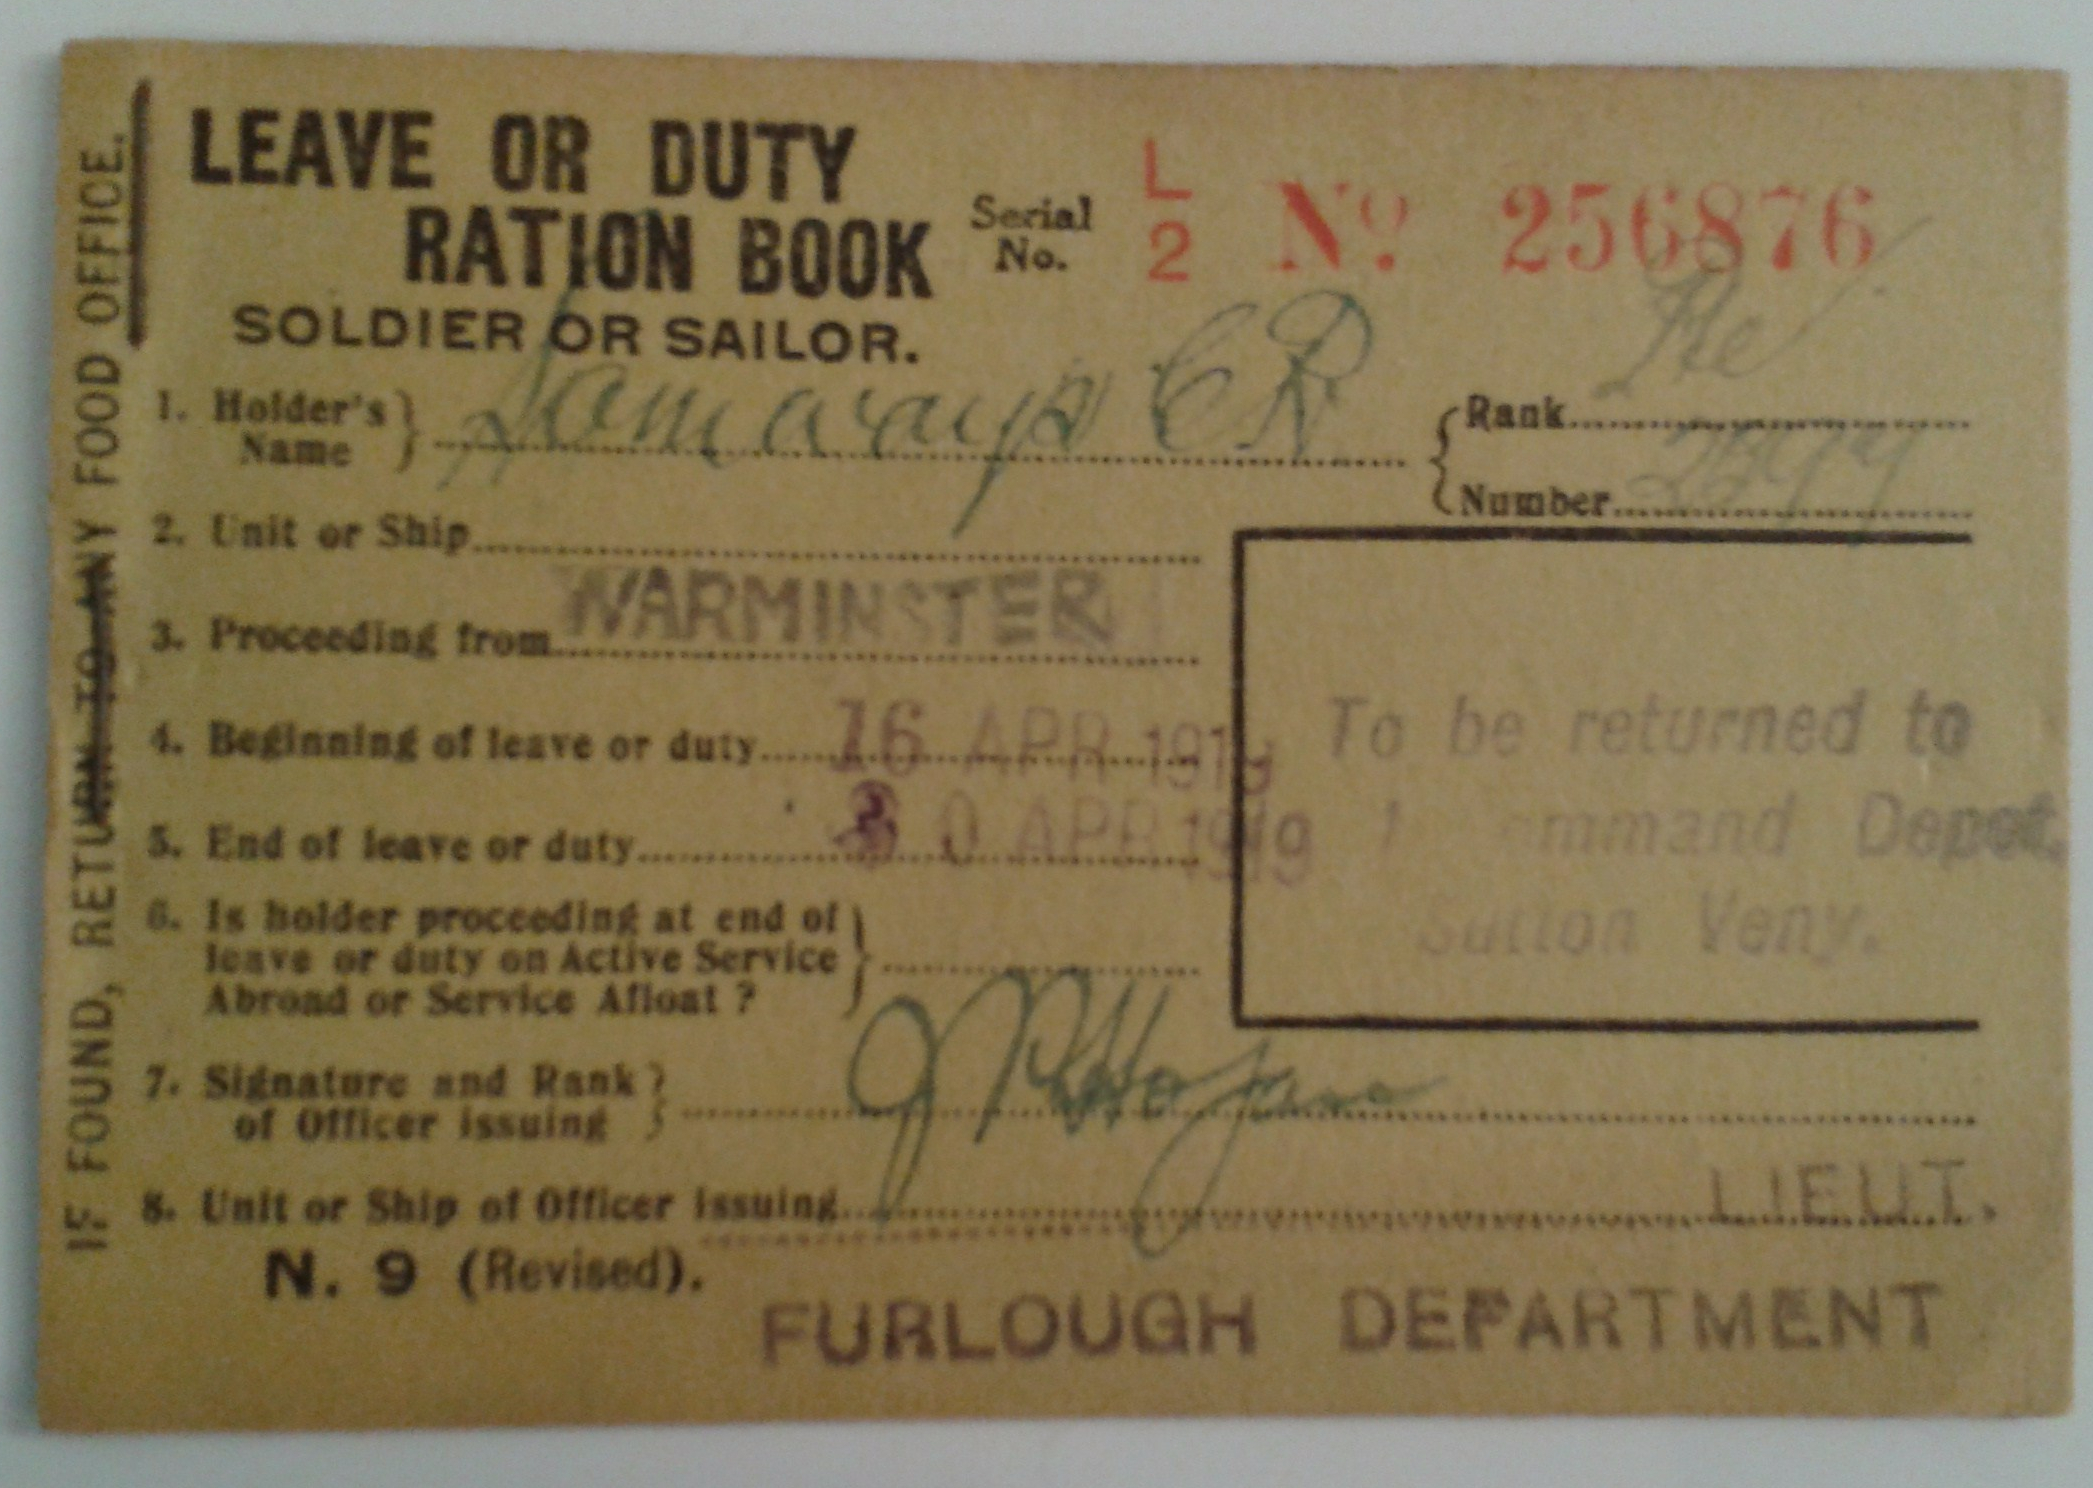 LEAVE OR DUTY
RATION BOOK
SOLDIER OR SAILOR.
Serial No. L 2 No 256876
1. Holder's Name C R
Rank Pte
Number
2. Unit or Ship
3. Proceeding from WARMINSTER
4. Beginning of leave or duty 16 APR 1919
5. End of leave or duty 30 APR 1919
6. Is holder proceeding at end of
leave or duty on Active Service
Abroad or Service Afloat ?
To be returned to
1 ommand Depot.
Sutton Veny.
7. Signature and Rank
of Officer issuing
8. Unit or Ship of Officer issuing LIEUT.
N. 9 (Revised).
FURLOUGH DEPARTMENT
IF FOUND, RETURN TO ANY FOOD OFFICE.